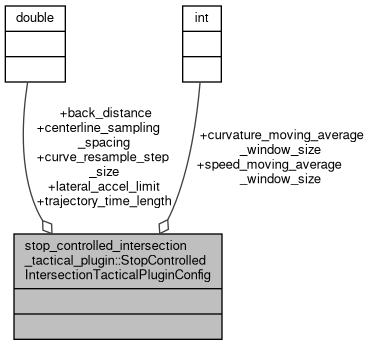 double
int
+back_distance
+centerline_sampling
_spacing
+curve_resample_step
_size
+lateral_accel_limit
+trajectory_time_length
+curvature_moving_average
_window_size
+speed_moving_average
_window_size
stop_controlled_intersection
_tactical_plugin::StopControlled
IntersectionTacticalPluginConfig